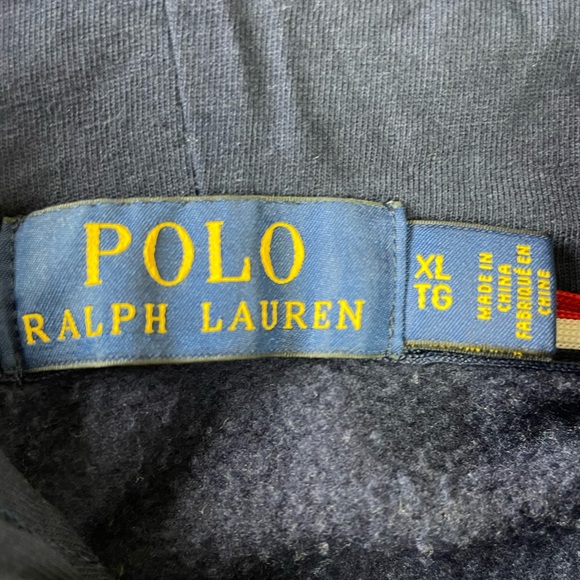 POLO
RALPH LAUREN
XL
TG
MADE IN
CHINA
FABRIQUÉ EN
CHINE